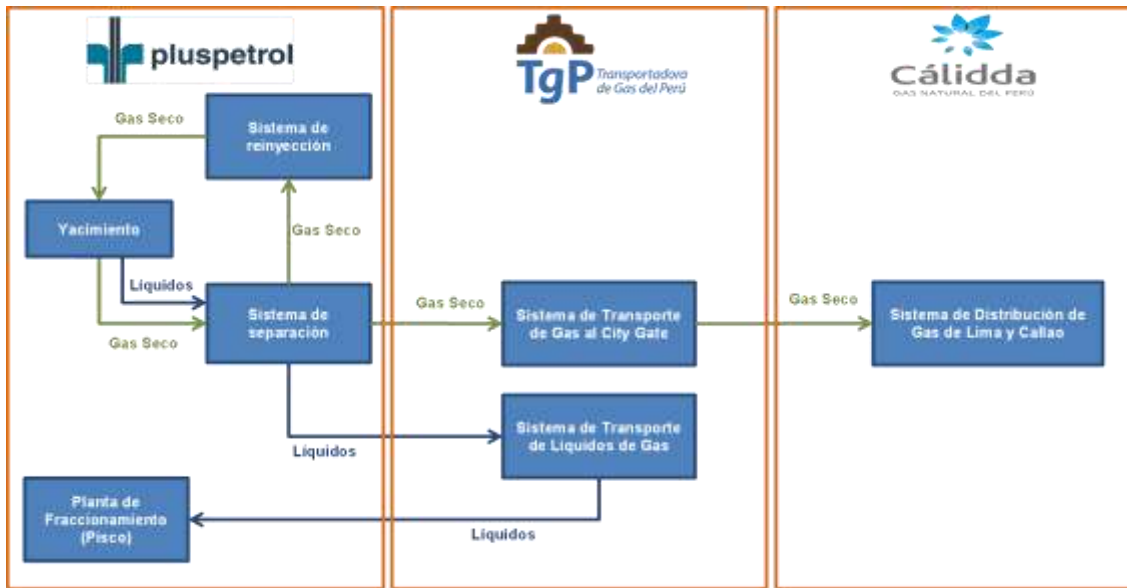 pluspetrol
TgP Transportadora
de Gas del Perú
Cálidda
GAS NATURAL DEL PERÚ
Gas Seco
Sistema de
reinyección
Yacimiento
Gas Seco
Líquidos
Gas Seco
Sistema de
separación
Gas Seco
Sistema de Transporte
de Gas al City Gate
Gas Seco
Sistema de Distribución de
Gas de Lima y Callao
Líquidos
Sistema de Transporte
de Líquidos de Gas
Planta de
Fraccionamiento
(Pisco)
Líquidos